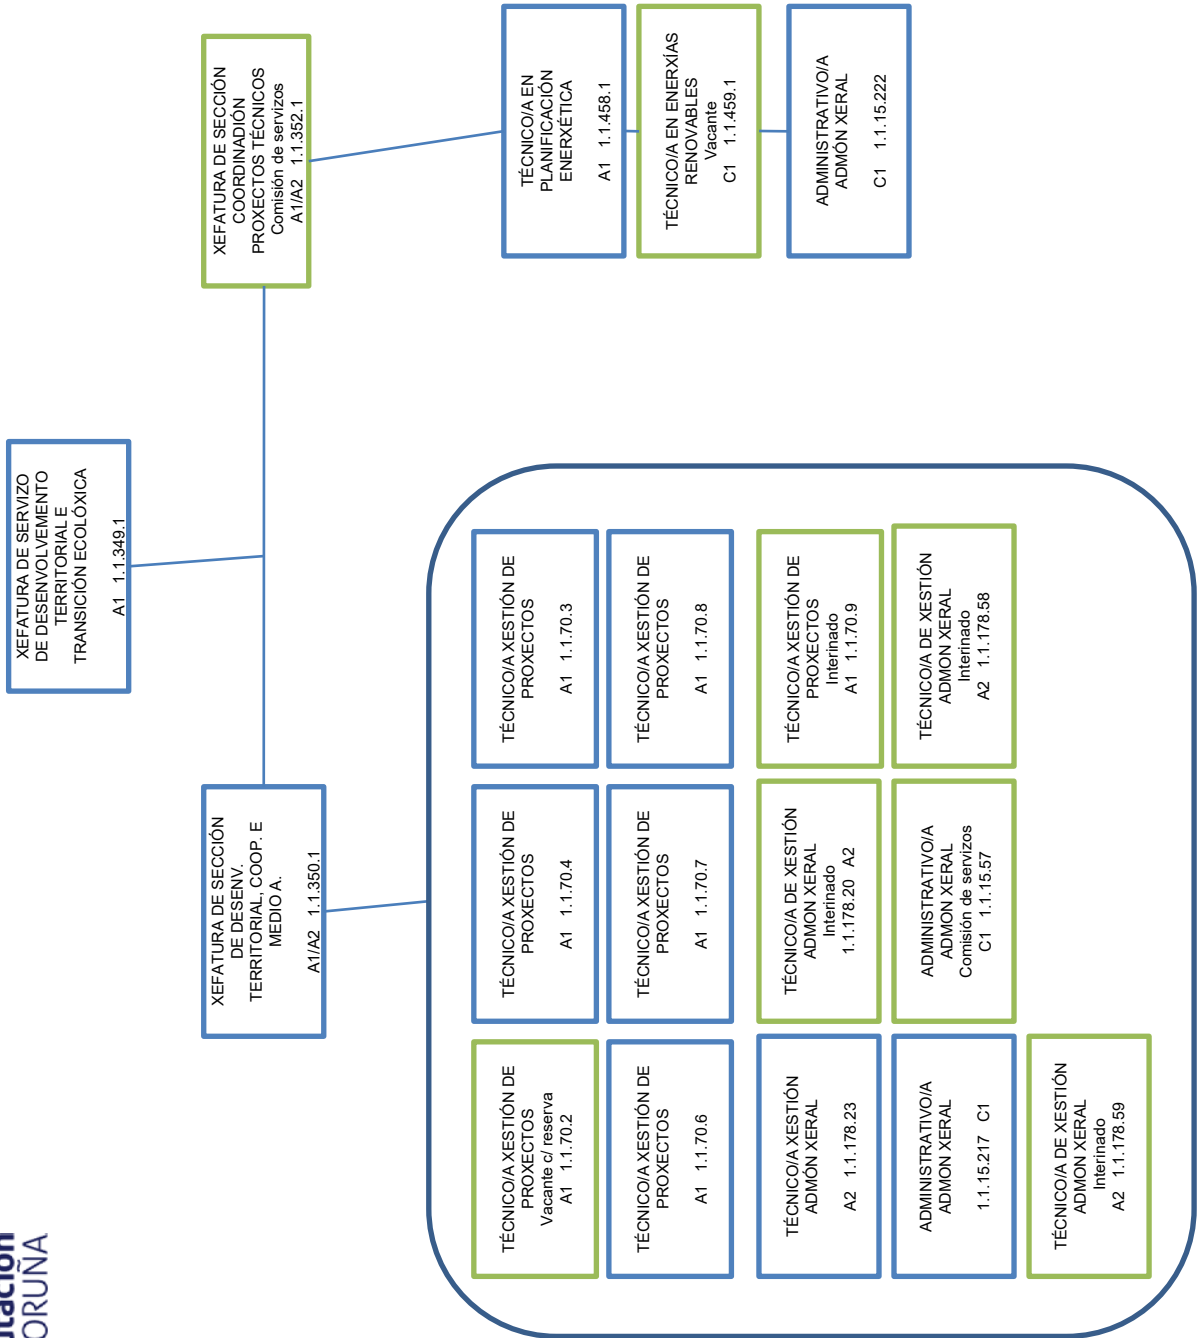 utación
ORUÑA
XEFATURA DE SERVIZO
DE DESENVOLVEMENTO
TERRITORIAL E
TRANSICIÓN ECOLÓXICA
A1 1.1.349.1
XEFATURA DE SECCIÓN
DE DESENV.
TERRITORIAL, COOP. E
MEDIO A.
A1/A2 1.1.350.1
XEFATURA DE SECCIÓN
COORDINADIÓN
PROXECTOS TÉCNICOS
Comisión de servizos
A1/A2 1.1.352.1
TÉCNICO/A XESTIÓN DE
PROXECTOS
Vacante c/ reserva
A1 1.1.70.2
TÉCNICO/A XESTIÓN DE
PROXECTOS
A1 1.1.70.4
TÉCNICO/A XESTIÓN DE
PROXECTOS
A1 1.1.70.3
TÉCNICO/A EN
PLANIFICACIÓN
ENERXÉTICA
A1 1.1.458.1
TÉCNICO/A XESTIÓN DE
PROXECTOS
A1 1.1.70.6
TÉCNICO/A XESTIÓN DE
PROXECTOS
A1 1.1.70.7
TÉCNICO/A XESTIÓN DE
PROXECTOS
A1 1.1.70.8
TÉCNICO/A EN ENERXÍAS
RENOVABLES
Vacante
C1 1.1.459.1
TÉCNICO/A XESTIÓN
ADMÓN XERAL
A2 1.1.178.23
TÉCNICO/A DE XESTIÓN
ADMON XERAL
Interinado
1.1.178.20 A2
TÉCNICO/A XESTIÓN DE
PROXECTOS
Interinado
A1 1.1.70.9
ADMINISTRATIVO/A
ADMÓN XERAL
C1 1.1.15.222
ADMINISTRATIVO/A
ADMON XERAL
1.1.15.217 C1
ADMINISTRATIVO/A
ADMON XERAL
Comisión de servizos
C1 1.1.15.57
TÉCNICO/A DE XESTIÓN
ADMON XERAL
Interinado
A2 1.1.178.58
TÉCNICO/A DE XESTIÓN
ADMON XERAL
Interinado
A2 1.1.178.59